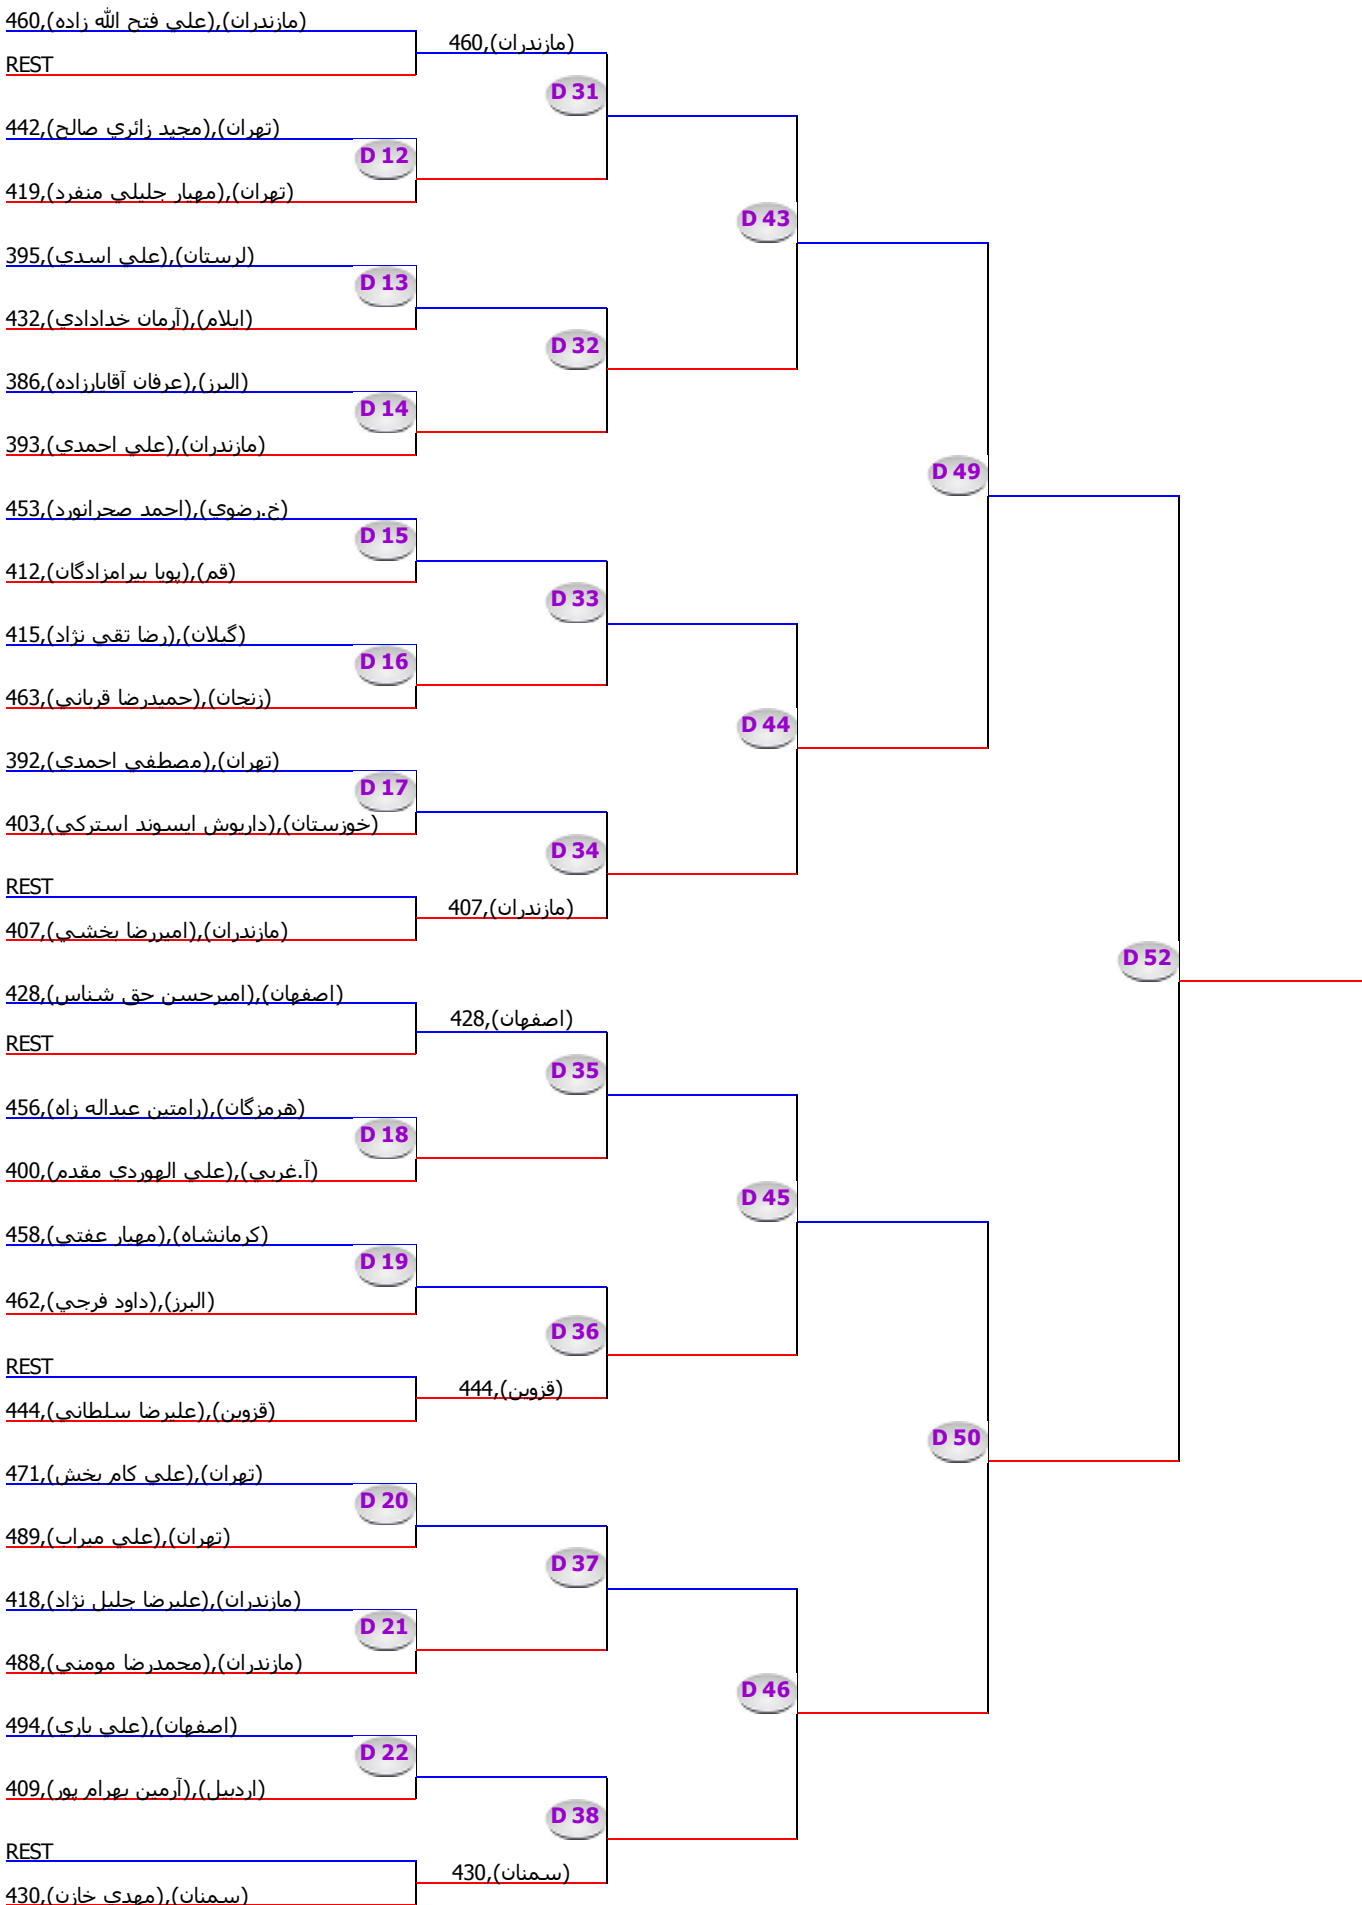 460,(علي فتح الله زاده),(مازندران)
REST
460,(مازندران)
D 31
442,(مجيد زائري صالح),(تهران)
D 12
419,(مهيار جليلي منفرد),(تهران)
D 43
395,(علي اسدي),(لرستان)
D 13
432,(آرمان خدادادي),(ايلام)
D 32
386,(عرفان آقايارزاده),(البرز)
D 14
393,(علي احمدي),(مازندران)
D 49
453,(احمد صحرانورد),(خ.رضوي)
D 15
412,(پويا بيرامزادگان),(قم)
D 33
415,(رضا تقي نژاد),(گيلان)
D 16
463,(حميدرضا قرباني),(زنجان)
D 44
392,(مصطفي احمدي),(تهران)
D 17
403,(داريوش ايسوند استركي),(خوزستان)
D 34
REST
407,(مازندران)
407,(اميررضا بخشي),(مازندران)
D 52
428,(اميرحسن حق شناس),(اصفهان)
428,(اصفهان)
REST
D 35
456,(رامتين عبداله زاه),(هرمزگان)
D 18
400,(علي الهوردي مقدم),(آ.غربي)
D 45
458,(مهيار عفتي),(كرمانشاه)
D 19
462,(داود فرجي),(البرز)
D 36
REST
444,(قزوين)
444,(عليرضا سلطاني),(قزوين)
D 50
471,(علي كام بخش),(تهران)
D 20
489,(علي ميراب),(تهران)
D 37
418,(عليرضا جليل نژاد),(مازندران)
D 21
488,(محمدرضا مومني),(مازندران)
D 46
494,(علي ياري),(اصفهان)
D 22
409,(آرمين بهرام پور),(اردبيل)
D 38
REST
430,(سمنان)
430,(مهدي خازن),(سمنان)